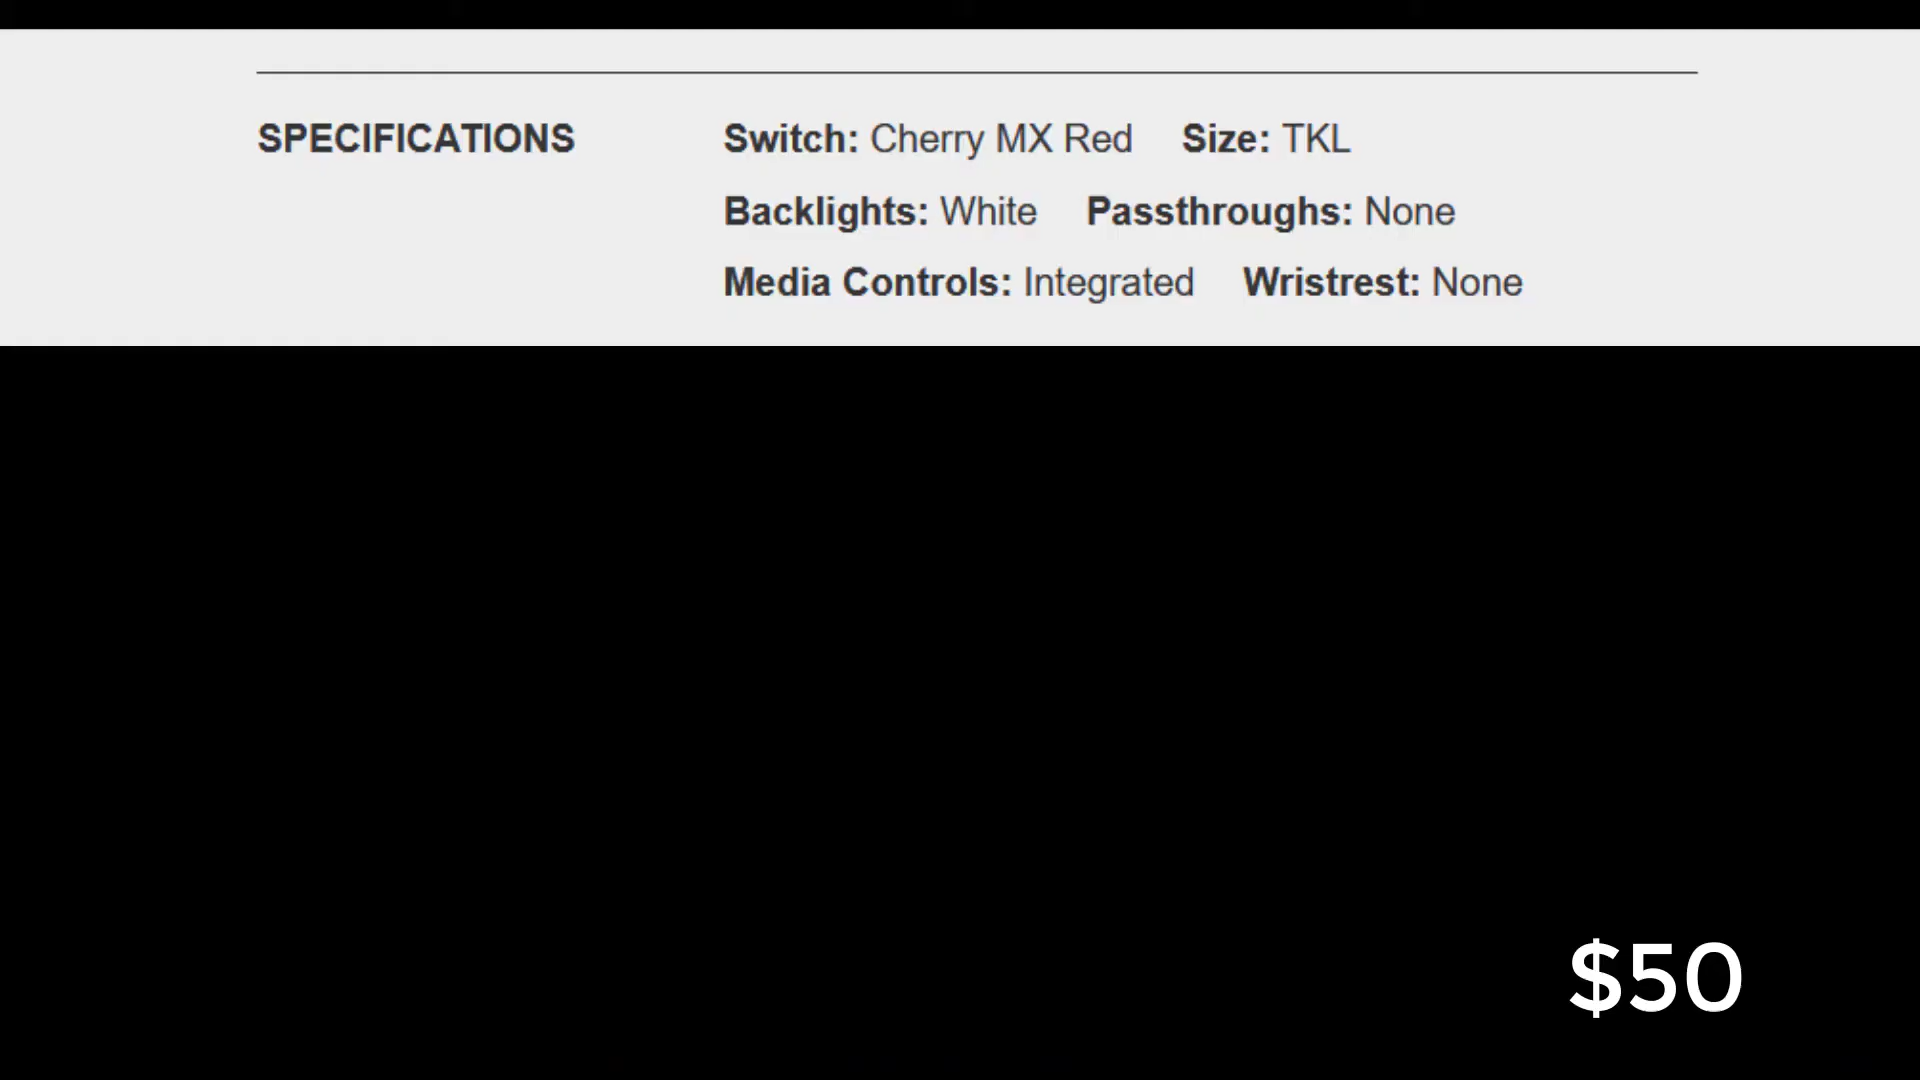 SPECIFICATIONS Switch: Cherry MX Red Size: TKL
Backlights: White Passthroughs: None
Media Controls: Integrated Wristrest: None
$50